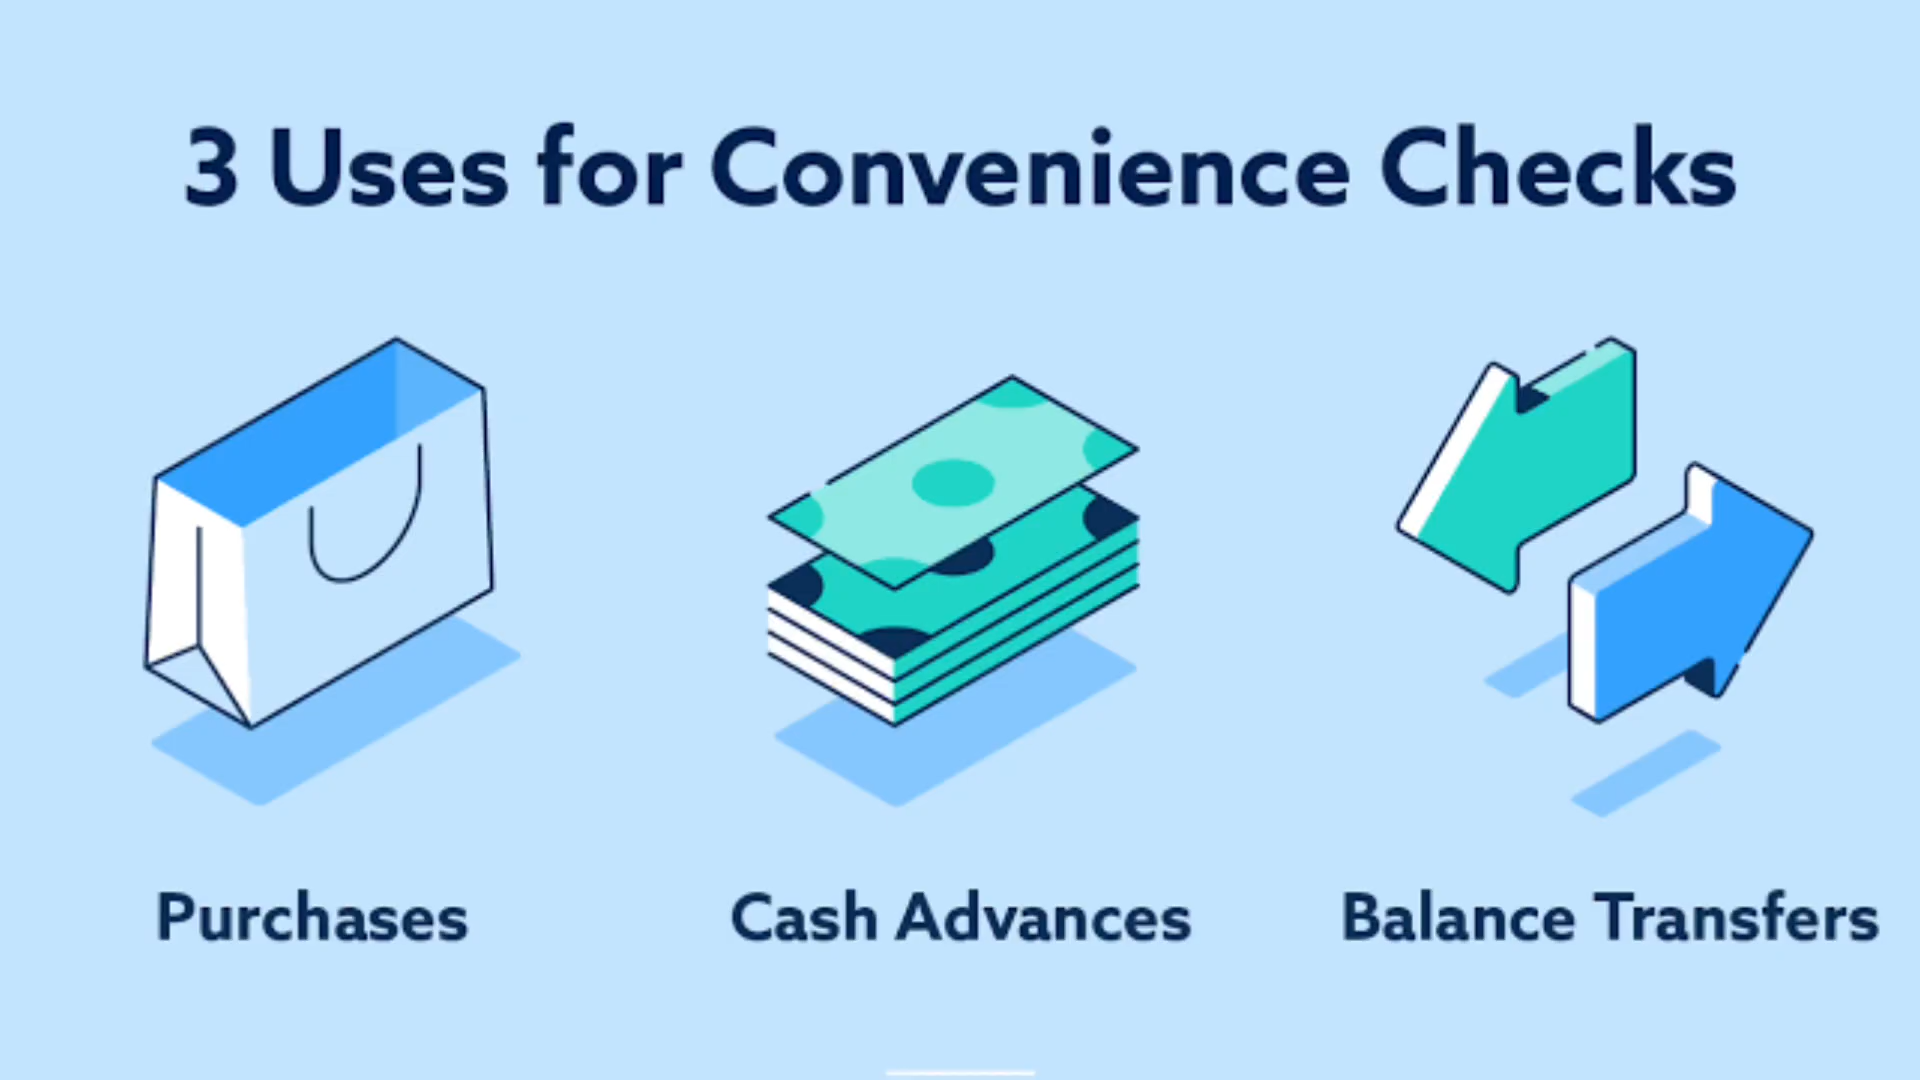 3 Uses for Convenience Checks
Purchases
Cash Advances
Balance Transfers